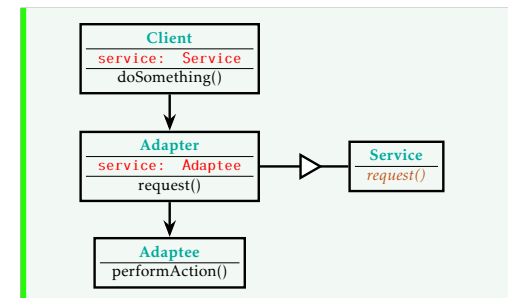 Client
service: Service
doSomething()
Adapter
service: Adaptee
request()
Service
request()
Adaptee
performAction()